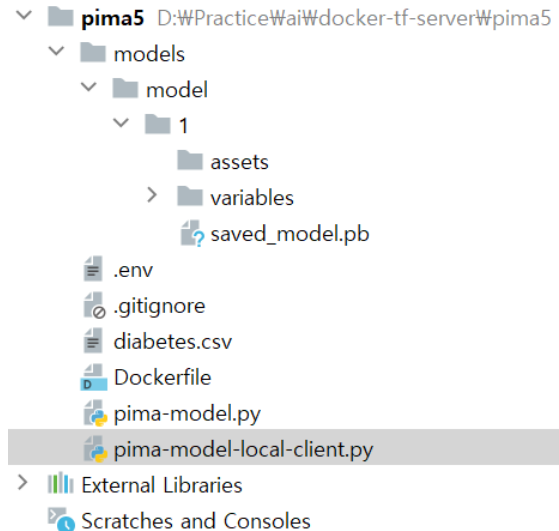 pima5 D:₩Practice₩ai₩docker-tf-server₩pima5
models
model
1
assets
variables
saved_model.pb
.env
.gitignore
diabetes.csv
Dockerfile
pima-model.py
pima-model-local-client.py
External Libraries
Scratches and Consoles